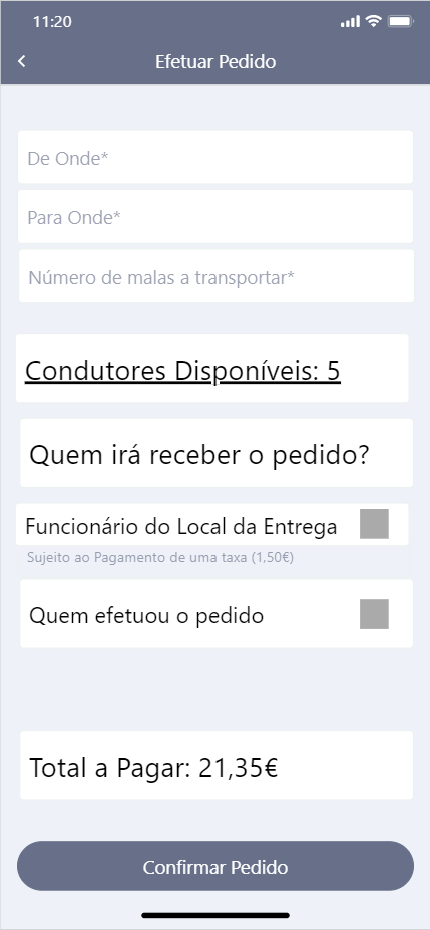 11:20
Efetuar Pedido
De Onde*
Para Onde*
Número de malas a transportar*
Condutores Disponíveis: 5
Quem irá receber o pedido?
Funcionário do Local da Entrega
Sujeito ao Pagamento de uma taxa (1,50€)
Quem efetuou o pedido
Total a Pagar: 21,35€
Confirmar Pedido